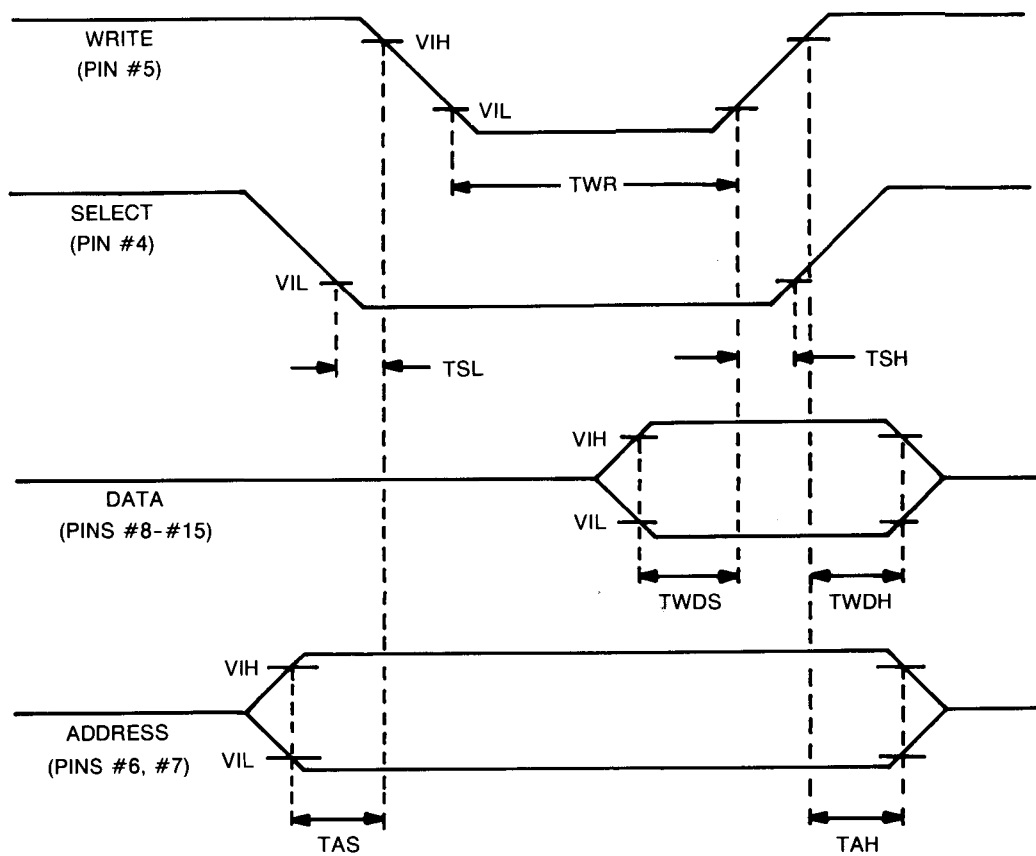 WRITE
(PIN #5)
VIH
VIL
TWR
SELECT
(PIN #4)
VIL
TSL
TSH
VIH
DATA
(PINS #8-#15)
VIL
TWDS
TWDH
VIH
ADDRESS
(PINS #6, #7)
VIL
TAS
TAH